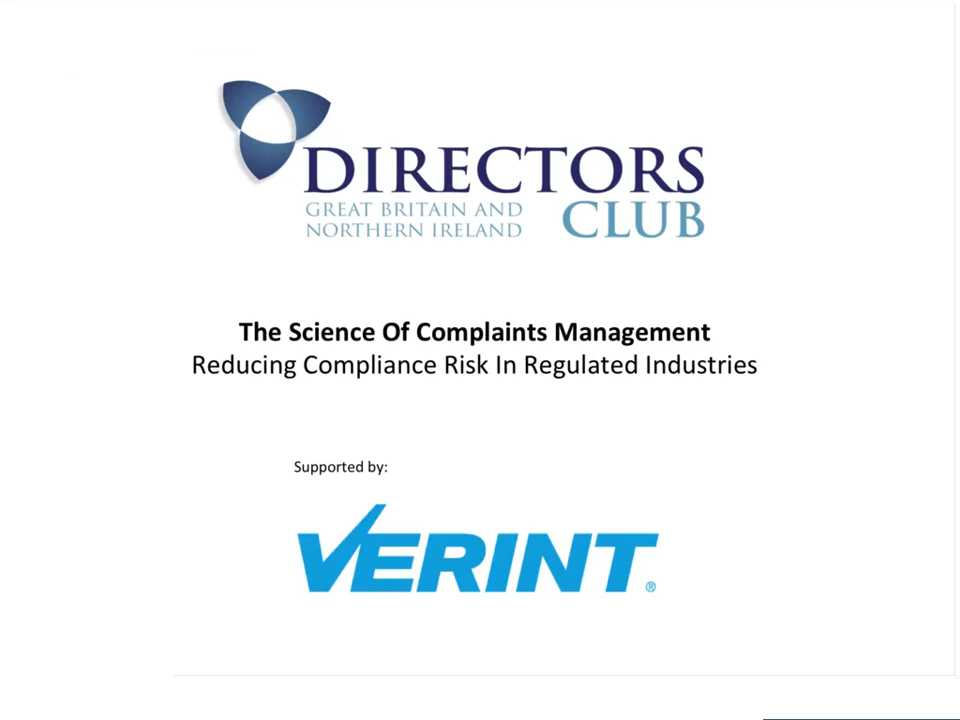 DIRECTORS
GREAT BRITAIN AND
NORTHERN IRELAND
CLUB
The Science Of Complaints Management
Reducing Compliance Risk In Regulated Industries
Supported by:
VERINT®